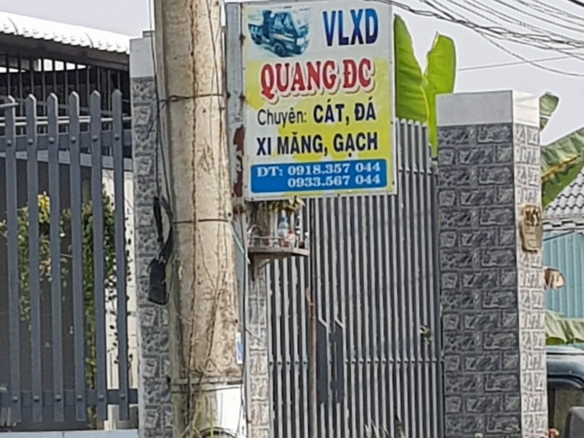 VLXD
QUANG ĐC
Chuyên: CÁT, ĐÁ
XI MĂNG, GẠCH
ĐT: 0918.357 044
0933.567 044